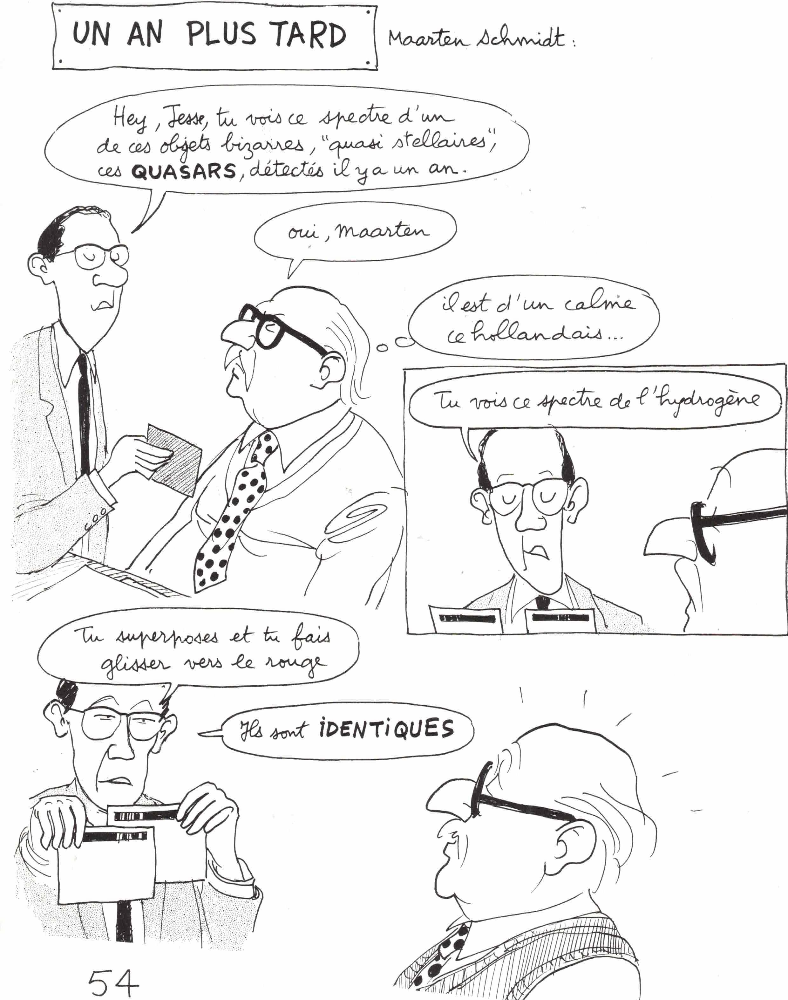 UN AN PLUS TARD
Maarten Schmidt :
Hey, Jesse, tu vois ce spectre d'un
de ces objets bizarres, "quasi stellaires",
ces QUASARS, détectés il y a un an.
oui, Maarten
il est d'un calme
ce hollandais...
Tu vois ce spectre de l'hydrogène
Tu superposes et tu fais
glisser vers le rouge
Ils sont iDENTiQUES
54